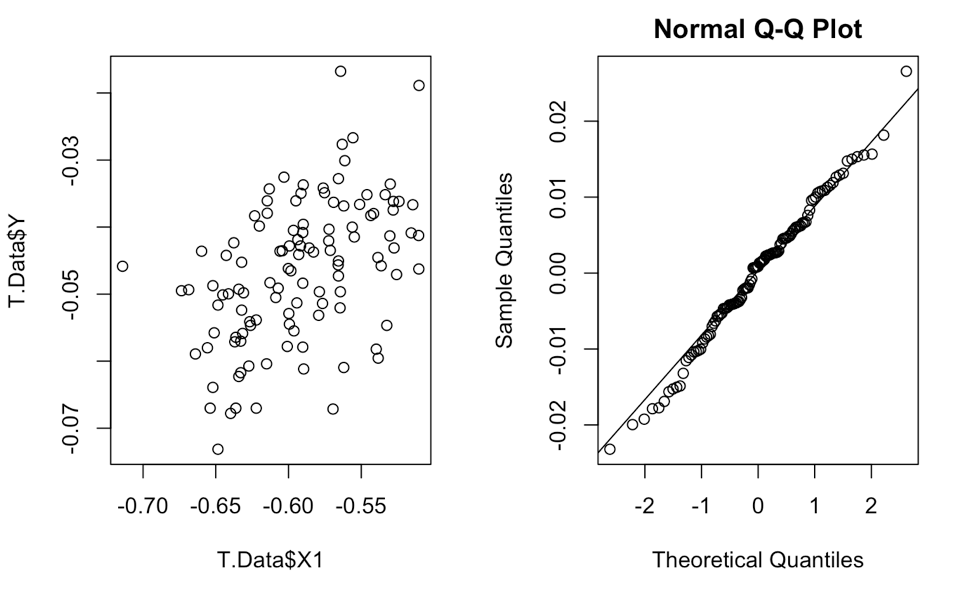 T.Data$Y
-0.03
-0.05
-0.07
-0.70 -0.65 -0.60 -0.55
T.Data$X1
Normal Q-Q Plot
Sample Quantiles
0.02
0.01
0.00
-0.01
-0.02
-2 -1 0 1 2
Theoretical Quantiles